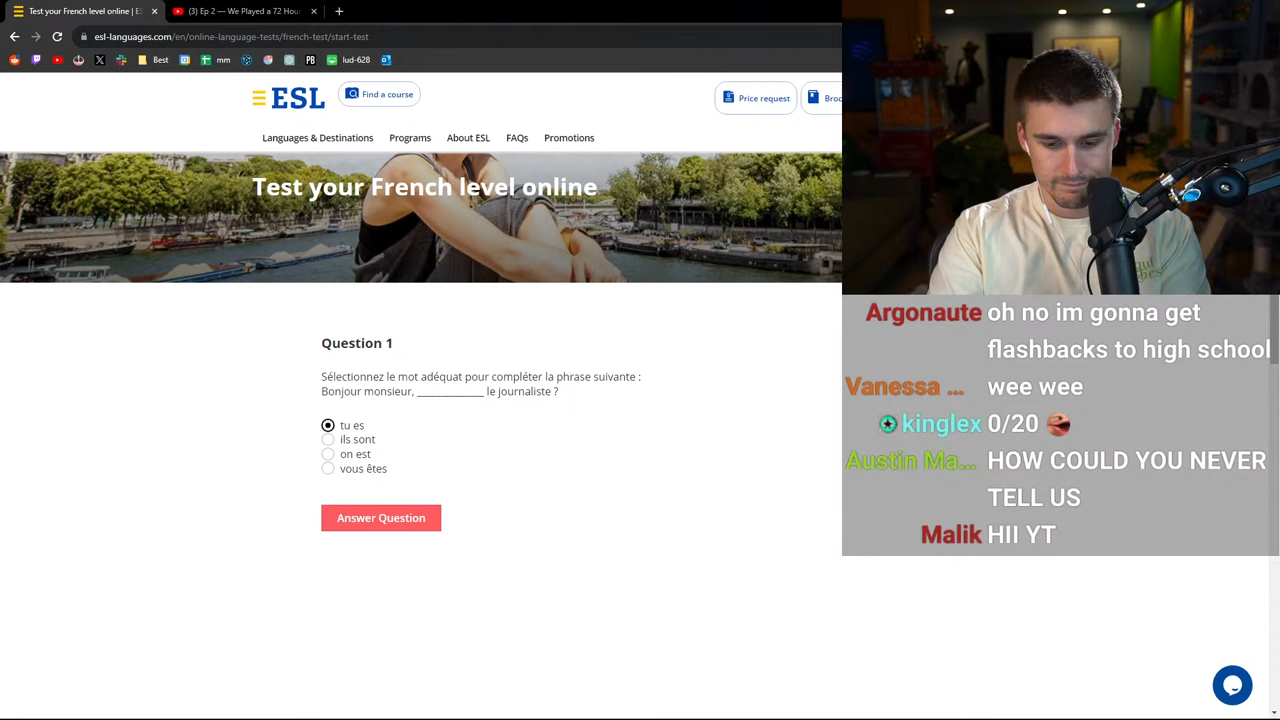 Test your French level online | ES
(3) Ep 2 — We Played a 72 Hou
esl-languages.com/en/online-language-tests/french-test/start-test
Best
mm
PB
lud-628
ESL
Find a course
Price request
Broc
Languages & Destinations
Programs
About ESL
FAQs
Promotions
Test your French level online
Question 1
Sélectionnez le mot adéquat pour compléter la phrase suivante :
Bonjour monsieur, ______________ le journaliste ?
tu es
ils sont
on est
vous êtes
Answer Question
Argonaute oh no im gonna get
flashbacks to high school
Vanessa ... wee wee
kinglex 0/20
Austin Ma... HOW COULD YOU NEVER
TELL US
Malik HII YT